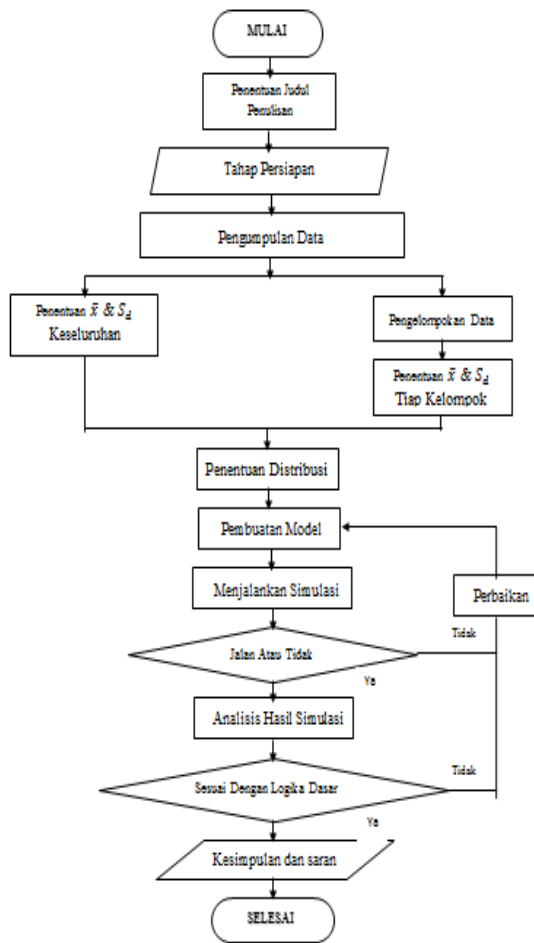 MULAI
Penentuan Judul
Penulisan
Tahap Persiapan
Pengumpulan Data
Penentuan x̄ & S_d
Keseluruhan
Pengelompokan Data
Penentuan x̄ & S_d
Tiap Kelompok
Penentuan Distribusi
Pembuatan Model
Menjalankan Simulasi
Perbaikan
Jalan Atau Tidak
Tidak
Ya
Analisis Hasil Simulasi
Sesuai Dengan Logika Dasar
Tidak
Ya
Kesimpulan dan saran
SELESAI